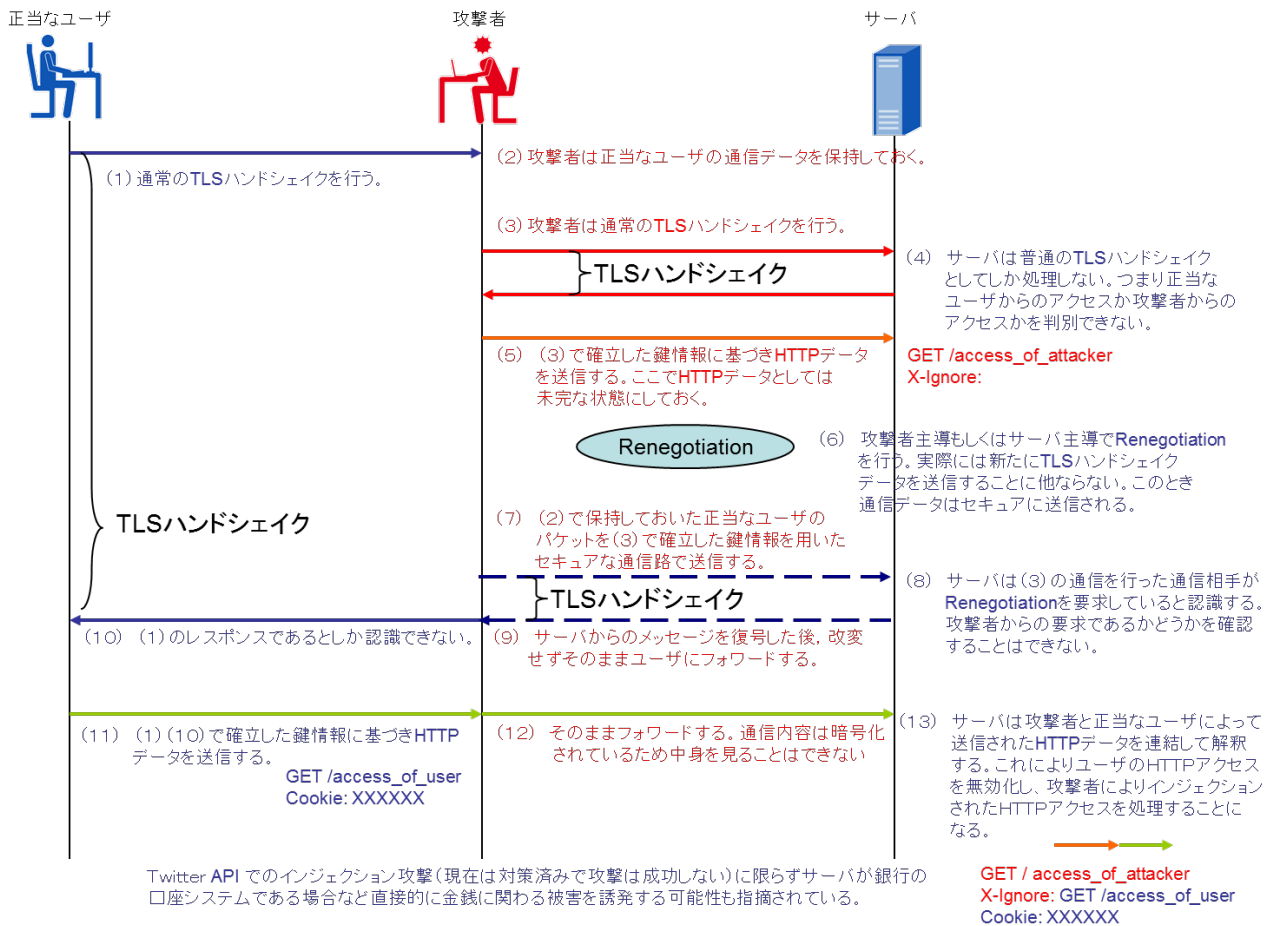 正当なユーザ
攻撃者
サーバ
(1)通常のTLSハンドシェイクを行う。
(2)攻撃者は正当なユーザの通信データを保持しておく。
(3)攻撃者は通常のTLSハンドシェイクを行う。
TLSハンドシェイク
(4) サーバは普通のTLSハンドシェイク
としてしか処理しない。つまり正当な
ユーザからのアクセスか攻撃者からの
アクセスかを判別できない。
(5) (3)で確立した鍵情報に基づきHTTPデータ
を送信する。ここでHTTPデータとしては
未完な状態にしておく。
GET /access_of_attacker
X-Ignore:
Renegotiation
(6) 攻撃者主導もしくはサーバ主導でRenegotiation
を行う。実際には新たにTLSハンドシェイク
データを送信することに他ならない。このとき
通信データはセキュアに送信される。
TLSハンドシェイク
(7) (2)で保持しておいた正当なユーザの
パケットを(3)で確立した鍵情報を用いた
セキュアな通信路で送信する。
TLSハンドシェイク
(8) サーバは(3)の通信を行った通信相手が
Renegotiationを要求していると認識する。
攻撃者からの要求であるかどうかを確認
することはできない。
(9) サーバからのメッセージを復号した後，改変
せずそのままユーザにフォワードする。
(10) (1)のレスポンスであるとしか認識できない。
(11) (1)(10)で確立した鍵情報に基づきHTTP
データを送信する。
GET /access_of_user
Cookie: XXXXXX
(12) そのままフォワードする。通信内容は暗号化
されているため中身を見ることはできない
(13) サーバは攻撃者と正当なユーザによって
送信されたHTTPデータを連結して解釈
する。これによりユーザのHTTPアクセス
を無効化し、攻撃者によりインジェクション
されたHTTPアクセスを処理することに
なる。
GET / access_of_attacker
X-Ignore: GET /access_of_user
Cookie: XXXXXX
Twitter API でのインジェクション攻撃(現在は対策済みで攻撃は成功しない)に限らずサーバが銀行の
口座システムである場合など直接的に金銭に関わる被害を誘発する可能性も指摘されている。